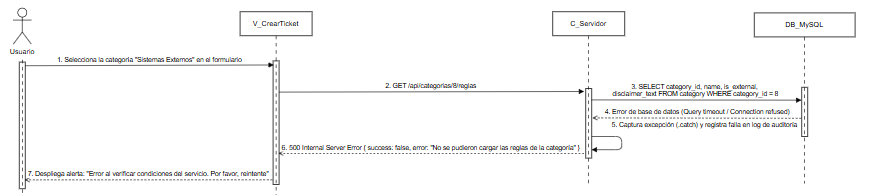 Usuario
V_CrearTicket
C_Servidor
DB_MySQL
1. Selecciona la categoría "Sistemas Externos" en el formulario
2. GET /api/categorias/8/reglas
3. SELECT category_id, name, is_external,
disclaimer_text FROM category WHERE category_id = 8
4. Error de base de datos (Query timeout / Connection refused)
5. Captura excepción (.catch) y registra falla en log de auditoría
6. 500 Internal Server Error { success: false, error: "No se pudieron cargar las reglas de la categoría" }
7. Despliega alerta: "Error al verificar condiciones del servicio. Por favor, reintente"